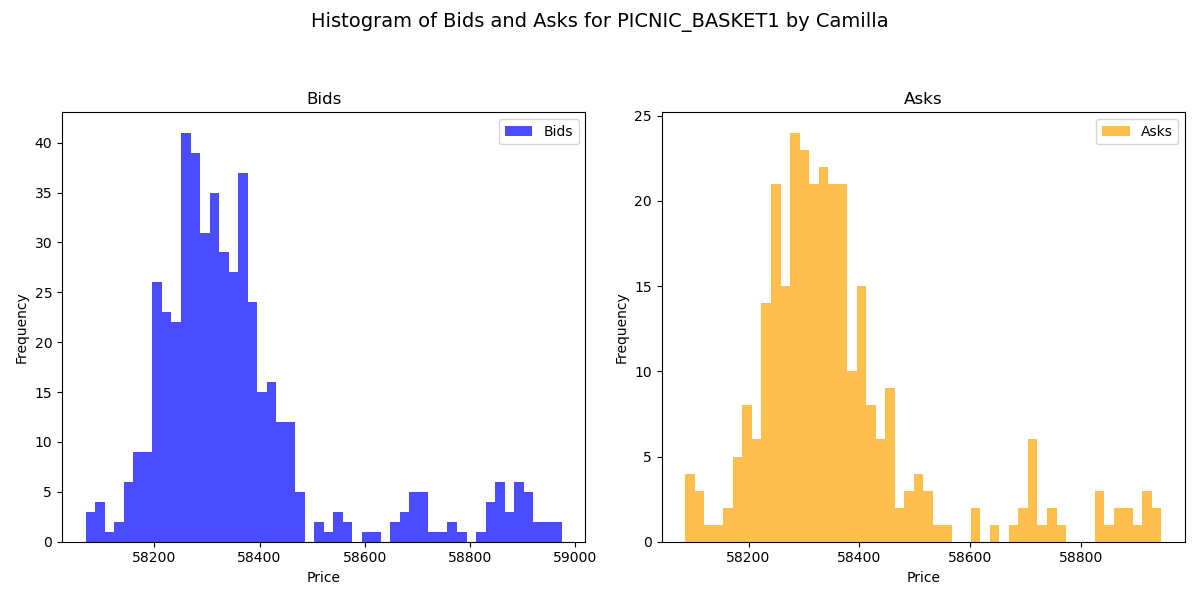 Histogram of Bids and Asks for PICNIC_BASKET1 by Camilla
Bids
Bids
40
35
30
25
20
15
10
5
0
Frequency
58200 58400 58600 58800 59000
Price
Asks
Asks
25
20
15
10
5
0
Frequency
58200 58400 58600 58800
Price